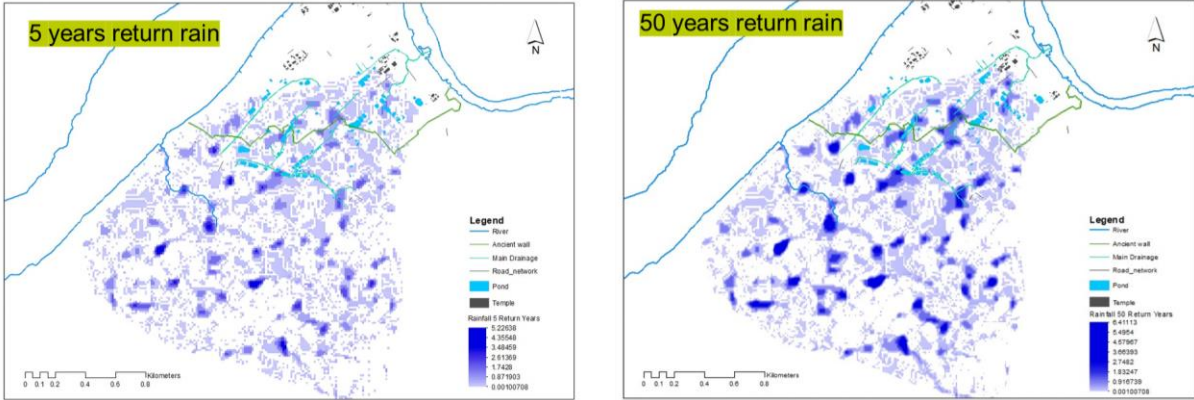 5 years return rain
N
Legend
River
Ancient wall
Main Drainage
Road_network
Pond
Temple
Rainfall 5 Return Years
5.22638
4.35548
3.48459
2.61369
1.7428
0.871903
0.00100708
Kilometers
0 0.1 0.2 0.4 0.6 0.8
50 years return rain
N
Legend
River
Ancient wall
Main Drainage
Road_network
Pond
Temple
Rainfall 50 Return Years
6.41113
5.4954
4.57967
3.66393
2.7482
1.83247
0.916739
0.00100708
Kilometers
0 0.1 0.2 0.4 0.6 0.8